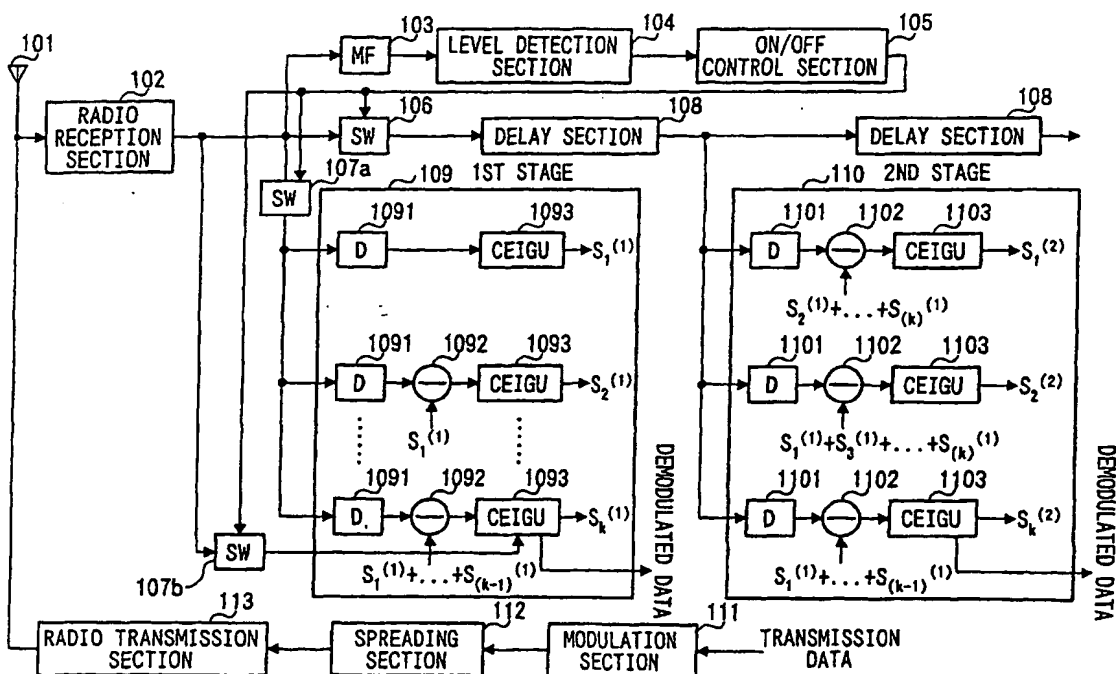 101
102
RADIO
RECEPTION
SECTION
103
MF
104
LEVEL DETECTION
SECTION
105
ON/OFF
CONTROL SECTION
SW
106
DELAY SECTION
108
DELAY SECTION
108
SW
107a
109
1ST STAGE
1091
D
1093
CEIGU
S₁⁽¹⁾
1091
D
1092
—
1093
CEIGU
S₂⁽¹⁾
S₁⁽¹⁾
1091
D
1092
—
1093
CEIGU
Sₖ⁽¹⁾
S₁⁽¹⁾+...+S₍ₖ₋₁₎⁽¹⁾
DEMODULATED DATA
110
2ND STAGE
1101
D
1102
—
1103
CEIGU
S₁⁽²⁾
S₂⁽¹⁾+...+S₍ₖ₎⁽¹⁾
1101
D
1102
—
1103
CEIGU
S₂⁽²⁾
S₁⁽¹⁾+S₃⁽¹⁾+...+S₍ₖ₎⁽¹⁾
1101
D
1102
—
1103
CEIGU
Sₖ⁽²⁾
S₁⁽¹⁾+...+S₍ₖ₋₁₎⁽¹⁾
DEMODULATED DATA
SW
107b
113
RADIO TRANSMISSION
SECTION
112
SPREADING
SECTION
111
MODULATION
SECTION
TRANSMISSION
DATA